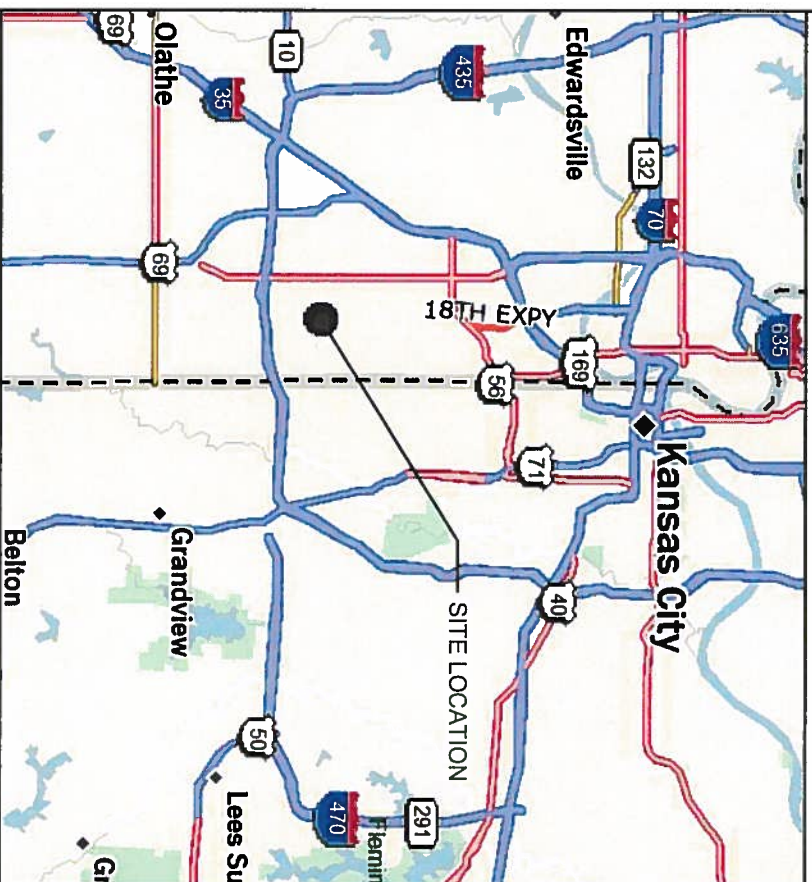 Olathe
69
10
35
435
Edwardsville
132
70
69
18TH EXPY
635
169
56
Kansas City
71
Grandview
Belton
40
SITE LOCATION
50
Lees Su
470
291
Flemin
Gr